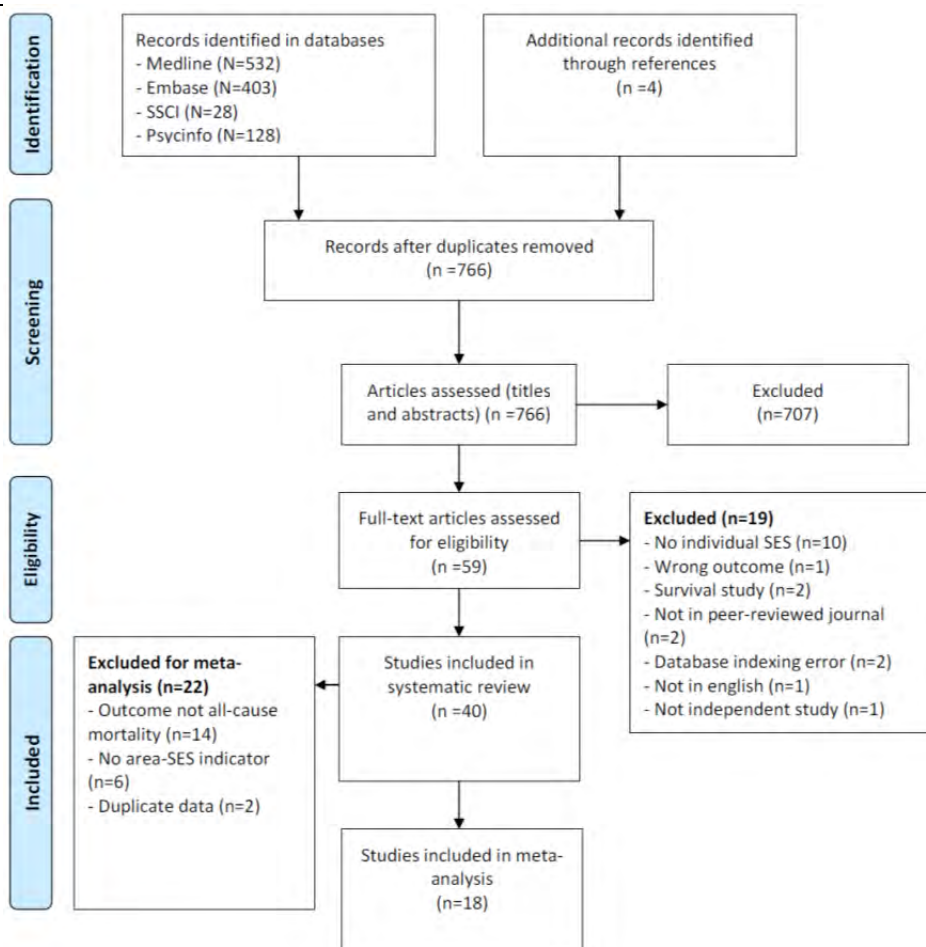 Identification
Records identified in databases
- Medline (N=532)
- Embase (N=403)
- SSCI (N=28)
- Psycinfo (N=128)
Additional records identified
through references
(n =4)
Screening
Records after duplicates removed
(n =766)
Articles assessed (titles
and abstracts) (n =766)
Excluded
(n=707)
Eligibility
Full-text articles assessed
for eligibility
(n =59)
Excluded (n=19)
- No individual SES (n=10)
- Wrong outcome (n=1)
- Survival study (n=2)
- Not in peer-reviewed journal
(n=2)
- Database indexing error (n=2)
- Not in english (n=1)
- Not independent study (n=1)
Included
Excluded for meta-
analysis (n=22)
- Outcome not all-cause
mortality (n=14)
- No area-SES indicator
(n=6)
- Duplicate data (n=2)
Studies included in
systematic review
(n =40)
Studies included in meta-
analysis
(n=18)